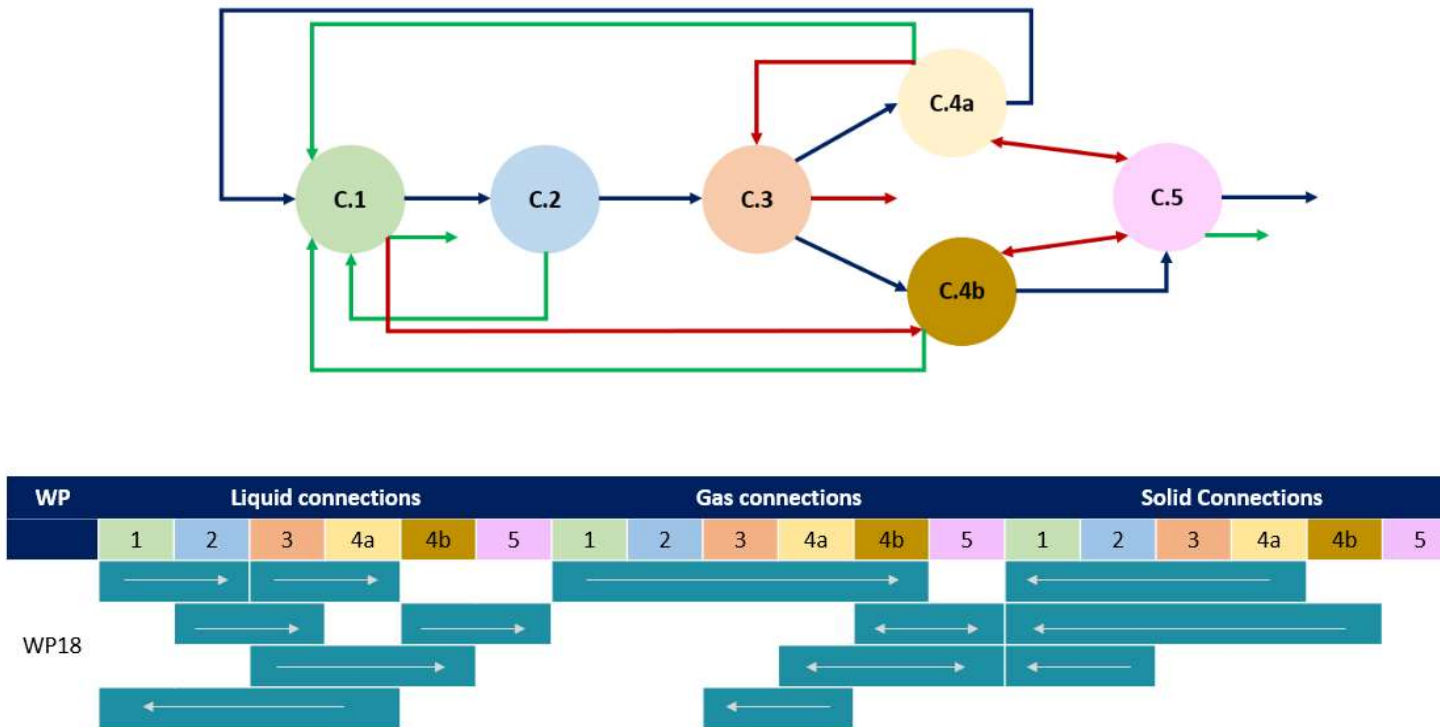 C.4a
C.1 C.2 C.3 C.5
C.4b
WP Liquid connections Gas connections Solid Connections
1 2 3 4a 4b 5 1 2 3 4a 4b 5 1 2 3 4a 4b 5
WP18